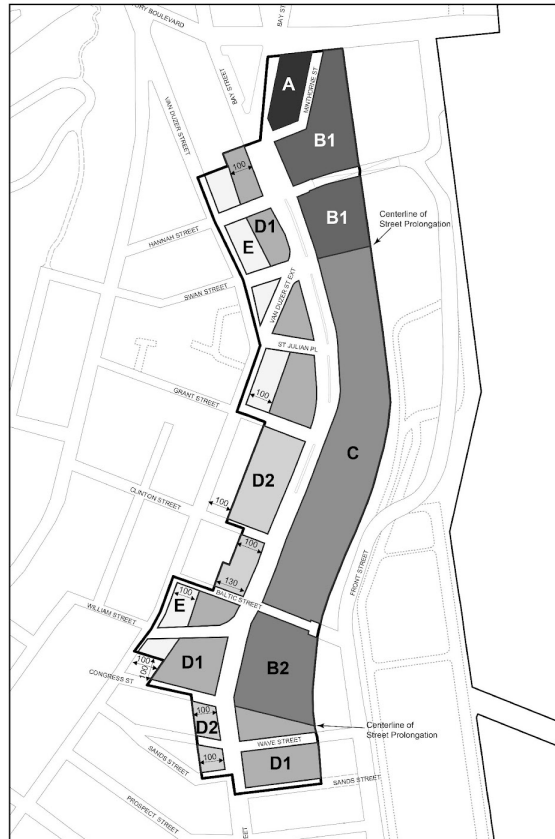 BAY ST
BAY STREET
VAN DUZER STREET
A
MINTHORNE ST
B1
100
B1
Centerline of
Street Prolongation
D1
HANNAH STREET
E
SWAN STREET
VAN DUZER ST EXT
ST JULIAN PL
100
GRANT STREET
C
D2
CLINTON STREET
100
100
FRONT STREET
130
E
100
BALTIC STREET
WILLIAM STREET
D1
B2
100
100
CONGRESS ST
100
D2
Centerline of
Street Prolongation
WAVE STREET
SANDS STREET
100
D1
SANDS STREET
PROSPECT STREET